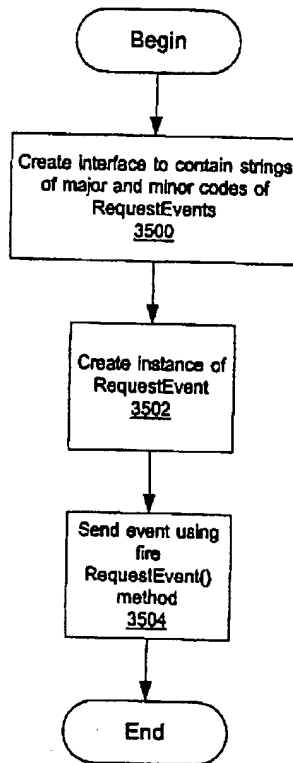 Begin
Create interface to contain strings
of major and minor codes of
RequestEvents
3500
Create instance of
RequestEvent
3502
Send event using
fire
RequestEvent()
method
3504
End